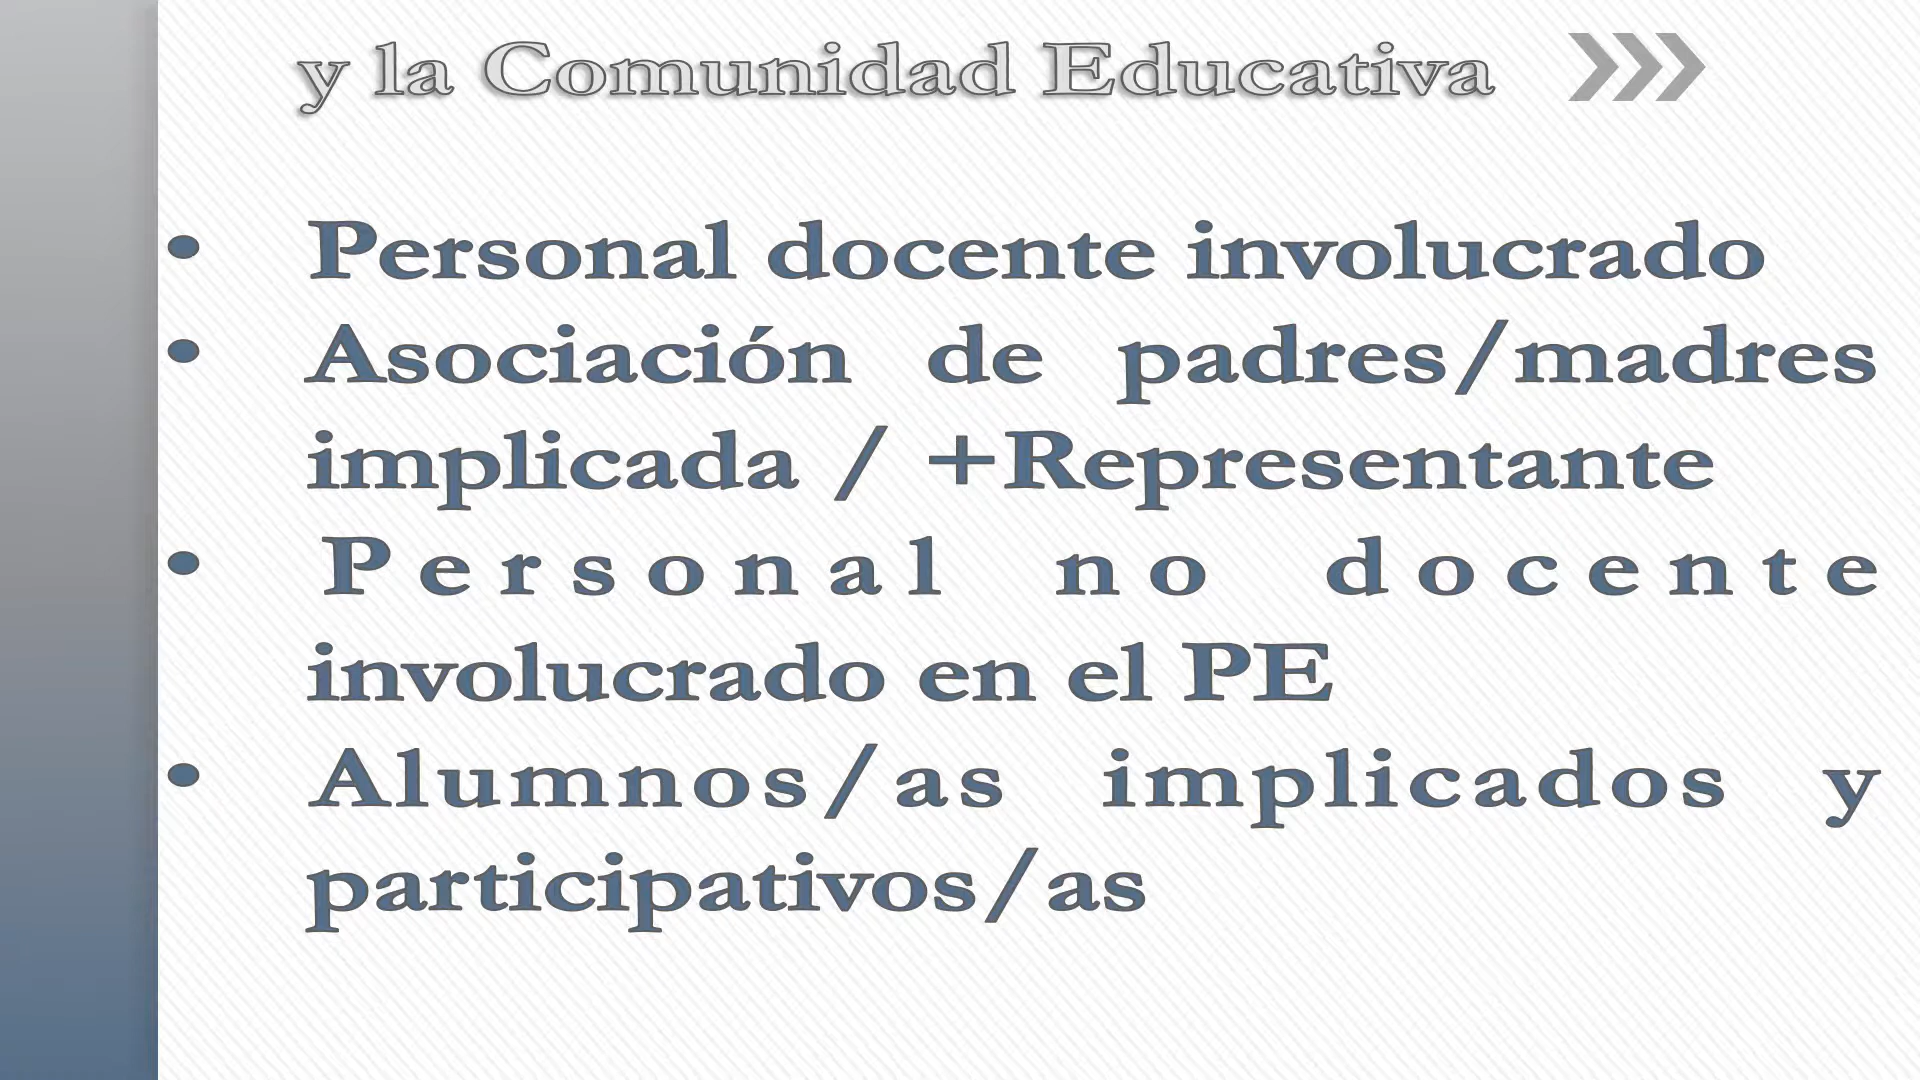 y la Comunidad Educativa
• Personal docente involucrado
• Asociación de padres/madres
implicada / +Representante
• Personal no docente
involucrado en el PE
• Alumnos/as implicados y
participativos/as